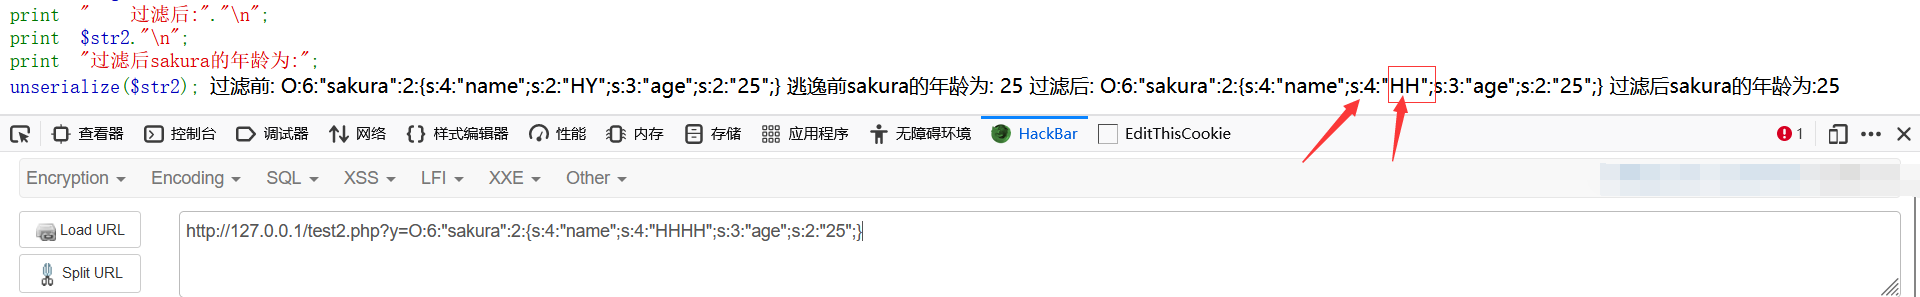 print " 过滤后:"."\n";
print $str2."\n";
print "过滤后sakura的年龄为:";
unserialize($str2); 过滤前: O:6:"sakura":2:{s:4:"name";s:2:"HY";s:3:"age";s:2:"25";} 逃逸前sakura的年龄为: 25 过滤后: O:6:"sakura":2:{s:4:"name";s:4:"HH";s:3:"age";s:2:"25";} 过滤后sakura的年龄为:25
查看器 控制台 调试器 网络 样式编辑器 性能 内存 存储 应用程序 无障碍环境 HackBar EditThisCookie 1
Encryption Encoding SQL XSS LFI XXE Other
Load URL
http://127.0.0.1/test2.php?y=O:6:"sakura":2:{s:4:"name";s:4:"HHHH";s:3:"age";s:2:"25";}
Split URL